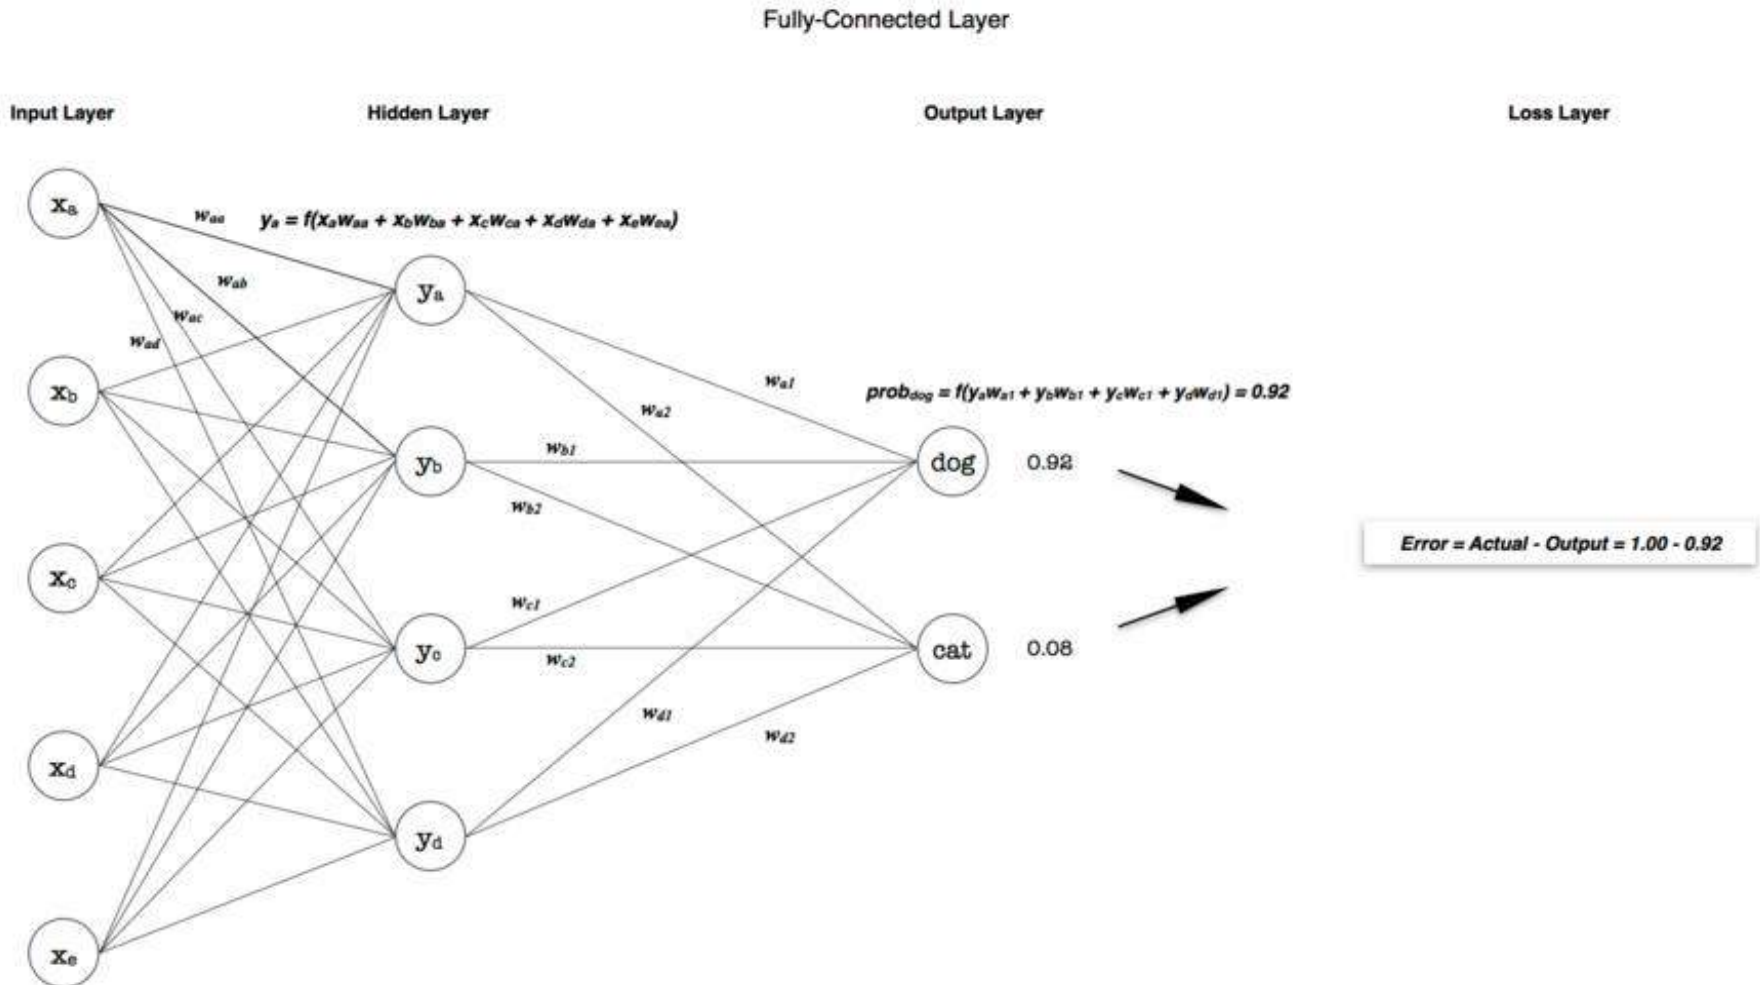 Fully-Connected Layer
Input Layer
Hidden Layer
Output Layer
Loss Layer
xa
waa
ya = f(xawaa + xbwba + xcwca + xdwda + xewea)
wab
ya
wac
wad
xb
wa1
probdog = f(yawa1 + ybwb1 + ycwc1 + ydwd1) = 0.92
wa2
wb1
yb
dog
0.92
wb2
Error = Actual - Output = 1.00 - 0.92
xc
wc1
yc
cat
0.08
wc2
wd1
wd2
xd
yd
xe